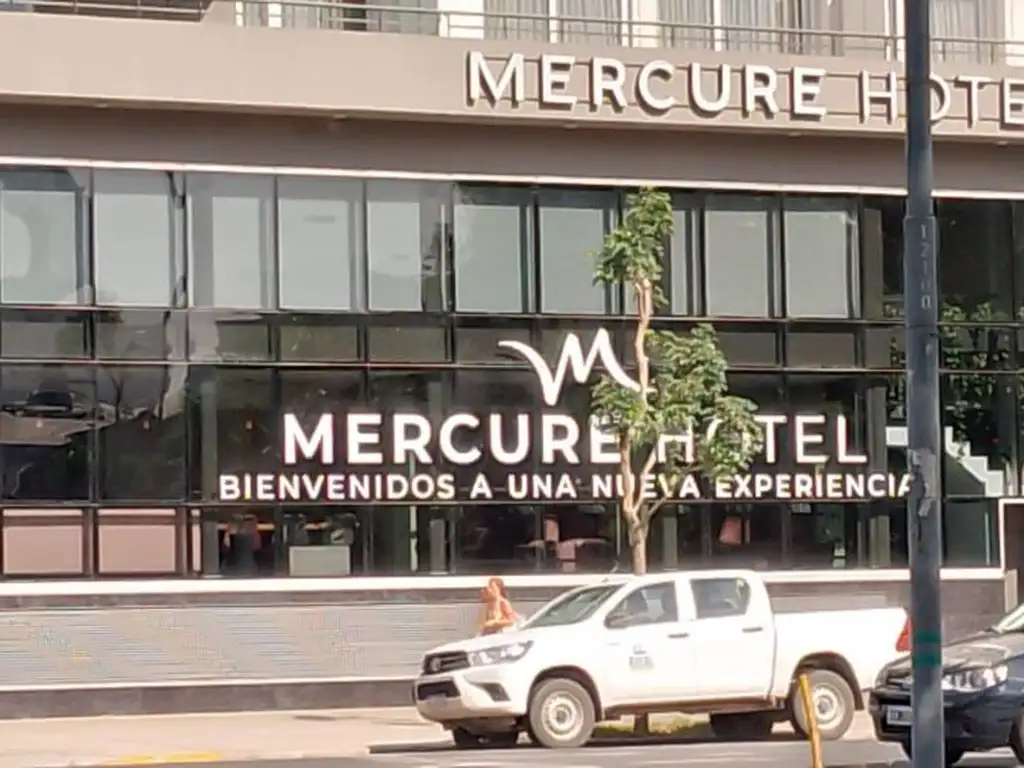 MERCURE HOTE
MERCURE HOTEL
BIENVENIDOS A UNA NUEVA EXPERIENCIA